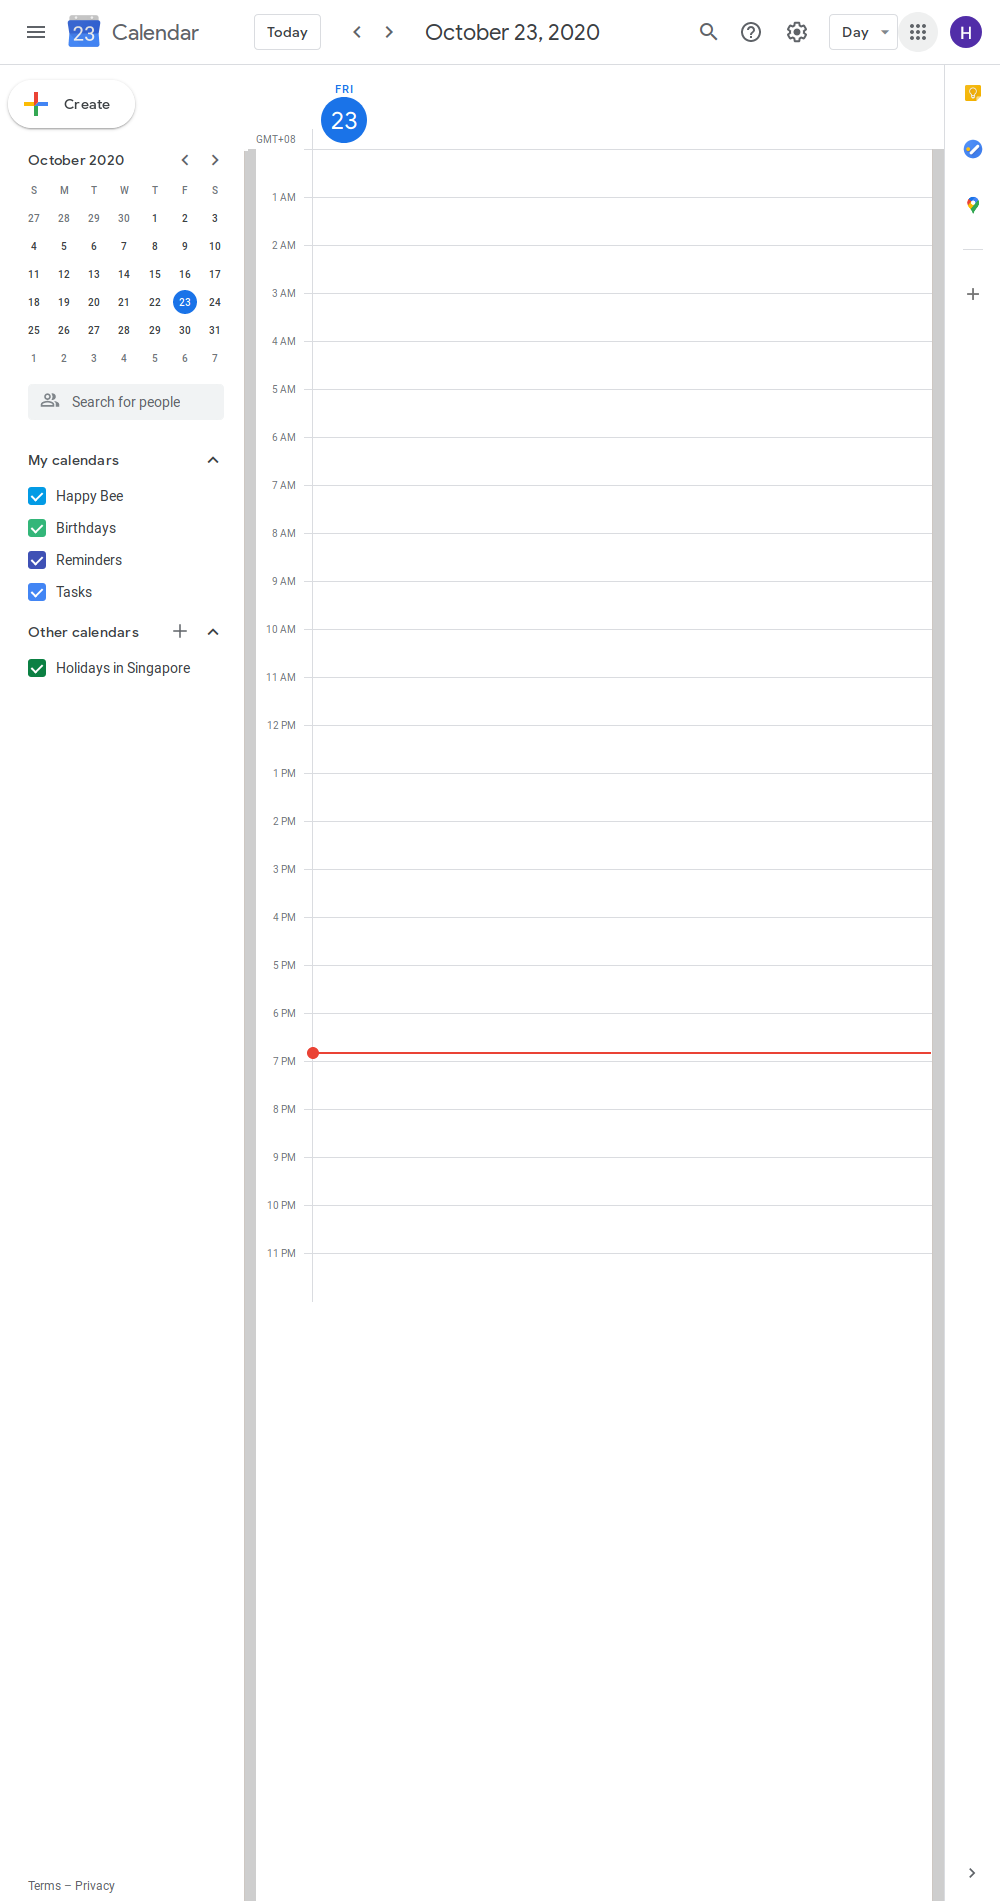 23 Calendar Today October 23, 2020 Day H
Create
October 2020
S M T W T F S
27 28 29 30 1 2 3
4 5 6 7 8 9 10
11 12 13 14 15 16 17
18 19 20 21 22 23 24
25 26 27 28 29 30 31
1 2 3 4 5 6 7
Search for people
My calendars
Happy Bee
Birthdays
Reminders
Tasks
Other calendars
Holidays in Singapore
Terms – Privacy
FRI
23
GMT+08
1 AM
2 AM
3 AM
4 AM
5 AM
6 AM
7 AM
8 AM
9 AM
10 AM
11 AM
12 PM
1 PM
2 PM
3 PM
4 PM
5 PM
6 PM
7 PM
8 PM
9 PM
10 PM
11 PM